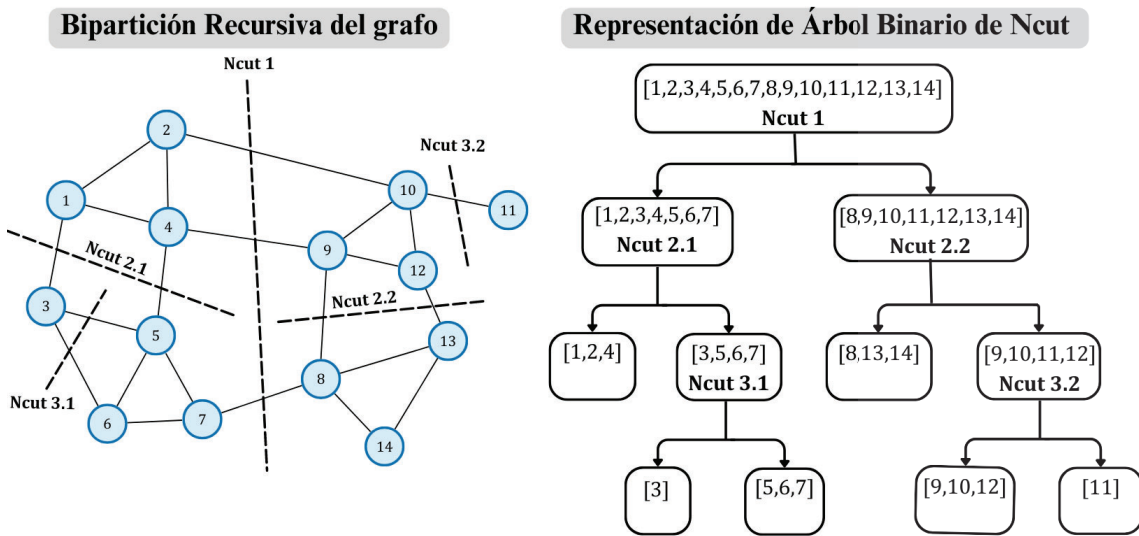 Bipartición Recursiva del grafo
Ncut 1
2
Ncut 3.2
10
1
11
4
9
Ncut 2.1
12
Ncut 2.2
3
5
13
8
Ncut 3.1
6
7
14
Representación de Árbol Binario de Ncut
[1,2,3,4,5,6,7,8,9,10,11,12,13,14]
Ncut 1
[1,2,3,4,5,6,7]
Ncut 2.1
[8,9,10,11,12,13,14]
Ncut 2.2
[1,2,4]
[3,5,6,7]
Ncut 3.1
[8,13,14]
[9,10,11,12]
Ncut 3.2
[3]
[5,6,7]
[9,10,12]
[11]